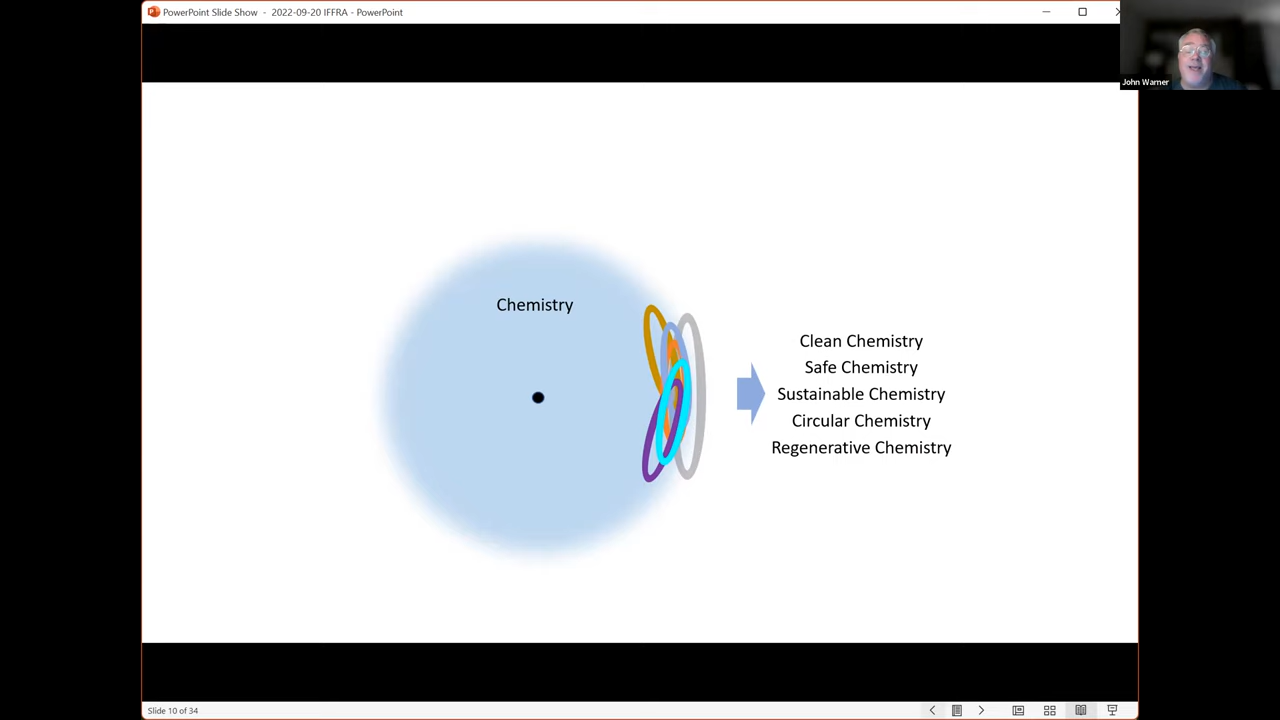 PowerPoint Slide Show - 2022-09-20 IFFRA - PowerPoint
John Warner
Chemistry
Clean Chemistry
Safe Chemistry
Sustainable Chemistry
Circular Chemistry
Regenerative Chemistry
Slide 10 of 34